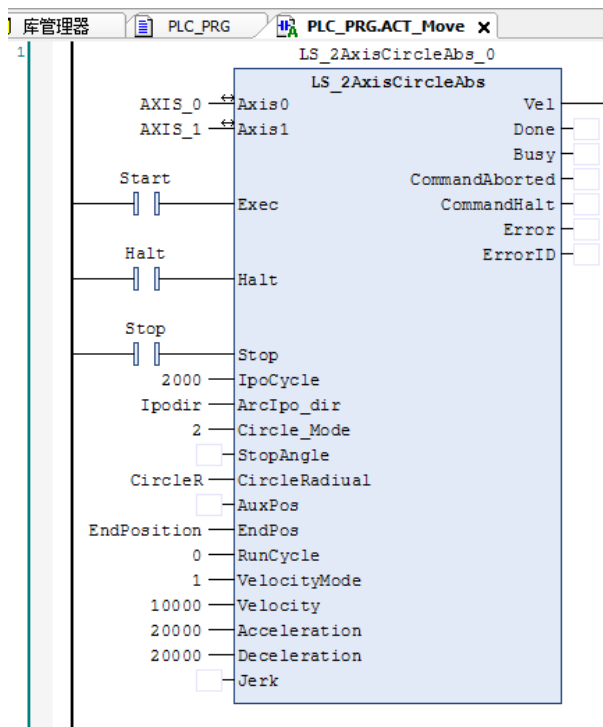 库管理器
PLC_PRG
PLC_PRG.ACT_Move
1
LS_2AxisCircleAbs_0
LS_2AxisCircleAbs
AXIS_0 Axis0 Vel
AXIS_1 Axis1 Done
Busy
Start CommandAborted
Exec CommandHalt
Error
Halt ErrorID
Halt
Stop
Stop
2000 IpoCycle
Ipodir ArcIpo_dir
2 Circle_Mode
StopAngle
CircleR CircleRadiual
AuxPos
EndPosition EndPos
0 RunCycle
1 VelocityMode
10000 Velocity
20000 Acceleration
20000 Deceleration
Jerk